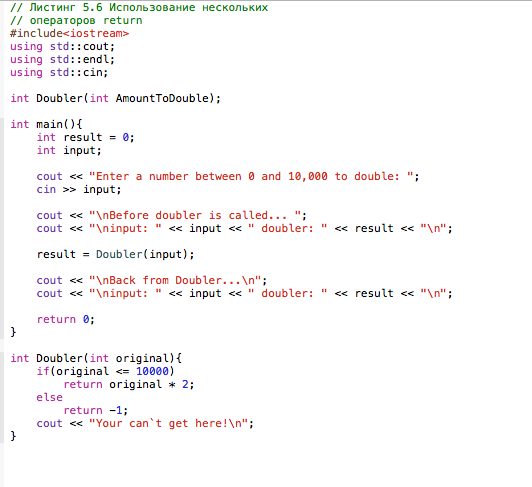 // Листинг 5.6 Использование нескольких
// операторов return
#include<iostream>
using std::cout;
using std::endl;
using std::cin;

int Doubler(int AmountToDouble);

int main(){
    int result = 0;
    int input;

    cout << "Enter a number between 0 and 10,000 to double: ";
    cin >> input;

    cout << "\nBefore doubler is called... ";
    cout << "\ninput: " << input << " doubler: " << result << "\n";

    result = Doubler(input);

    cout << "\nBack from Doubler...\n";
    cout << "\ninput: " << input << " doubler: " << result << "\n";

    return 0;
}

int Doubler(int original){
    if(original <= 10000)
        return original * 2;
    else
        return -1;
    cout << "Your can`t get here!\n";
}